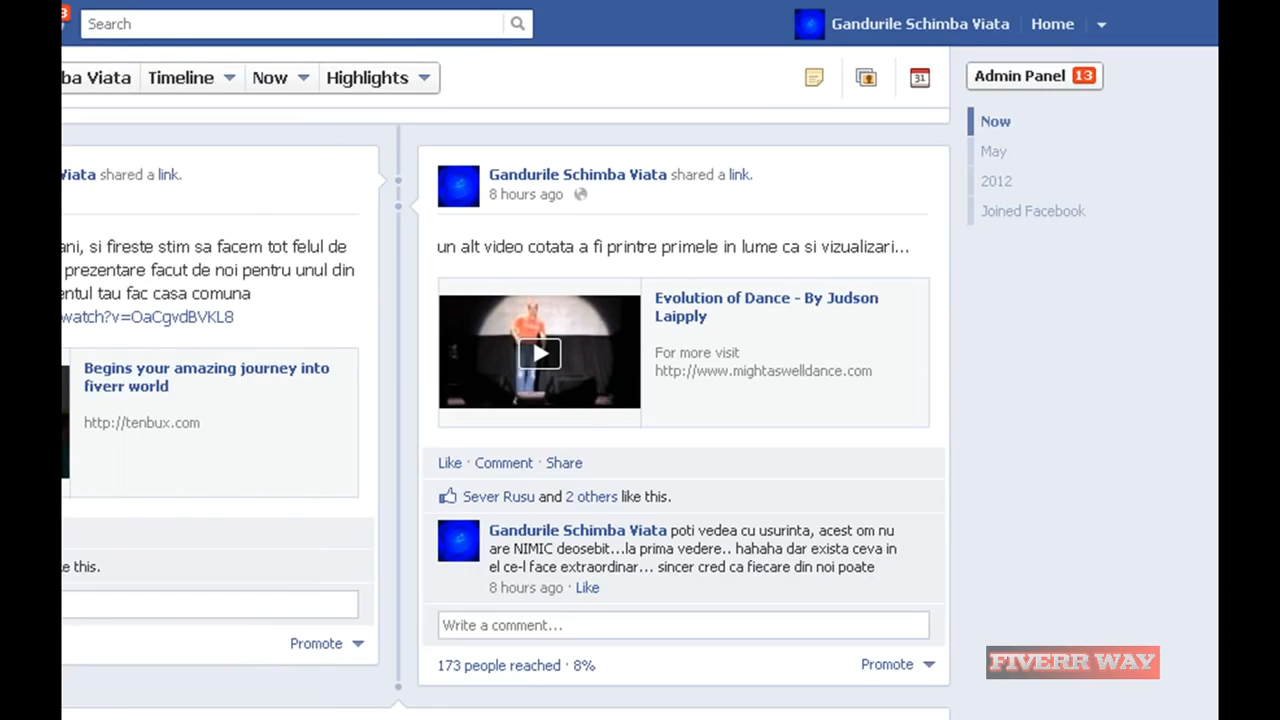 3
Search
Gandurile Schimba Viata
Home
ba Viata
Timeline
Now
Highlights
31
Admin Panel 13
Now
May
2012
Joined Facebook
Viata shared a link.
ani, si fireste stim sa facem tot felul de
prezentare facut de noi pentru unul din
entul tau fac casa comuna
watch?v=OaCgvdBVKL8
Begins your amazing journey into
fiverr world
http://tenbux.com
ke this.
Promote
Gandurile Schimba Viata shared a link.
8 hours ago
un alt video cotata a fi printre primele in lume ca si vizualizari...
Evolution of Dance - By Judson
Laipply
For more visit
http://www.mightaswelldance.com
Like · Comment · Share
Sever Rusu and 2 others like this.
Gandurile Schimba Viata poti vedea cu usurinta, acest om nu
are NIMIC deosebit...la prima vedere.. hahaha dar exista ceva in
el ce-l face extraordinar... sincer cred ca fiecare din noi poate
8 hours ago · Like
Write a comment...
173 people reached · 8%
Promote
FIVERR WAY